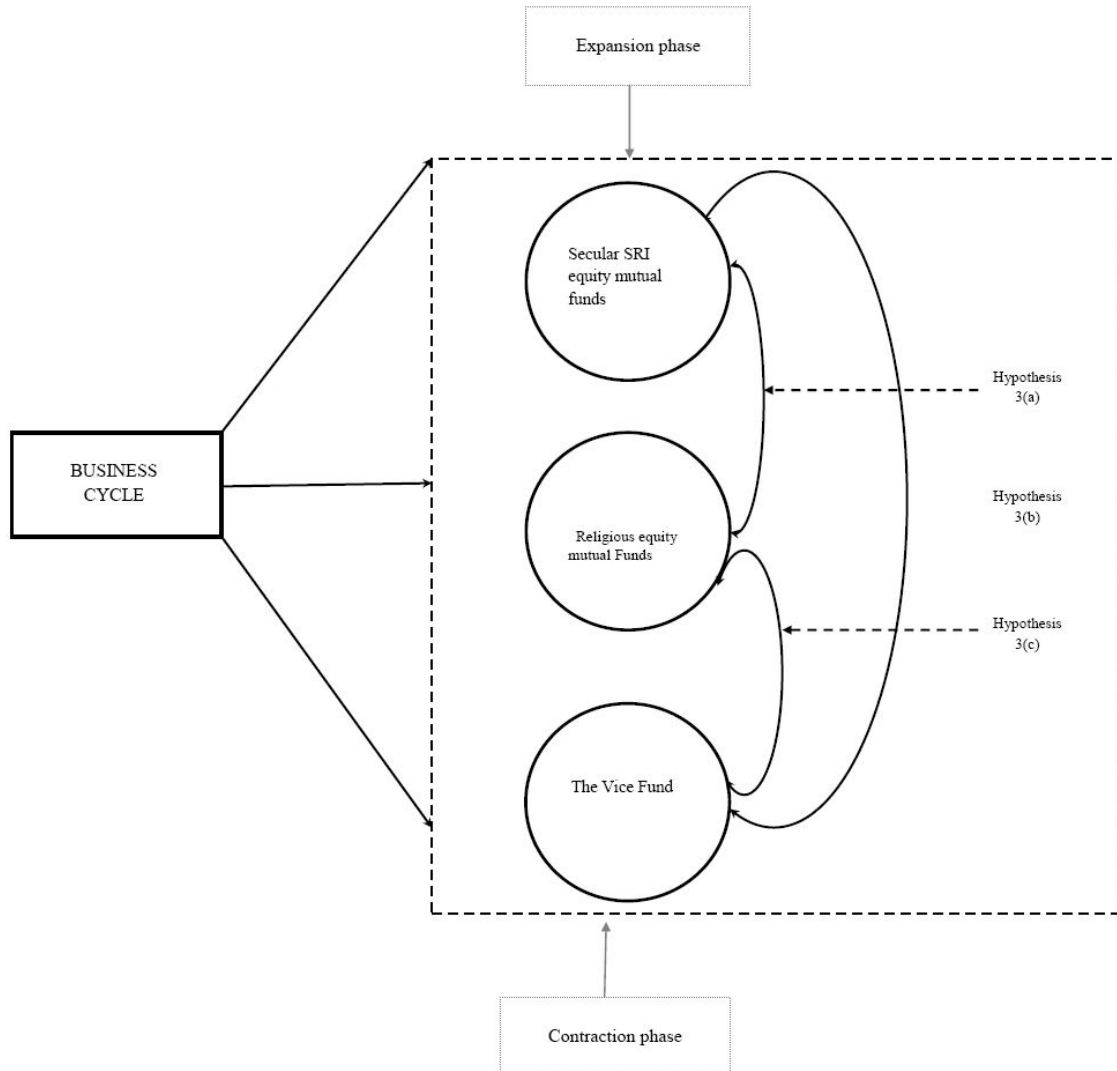 Expansion phase
Secular SRI
equity mutual
funds
Hypothesis
3(a)
BUSINESS
CYCLE
Hypothesis
3(b)
Religious equity
mutual Funds
Hypothesis
3(c)
The Vice Fund
Contraction phase